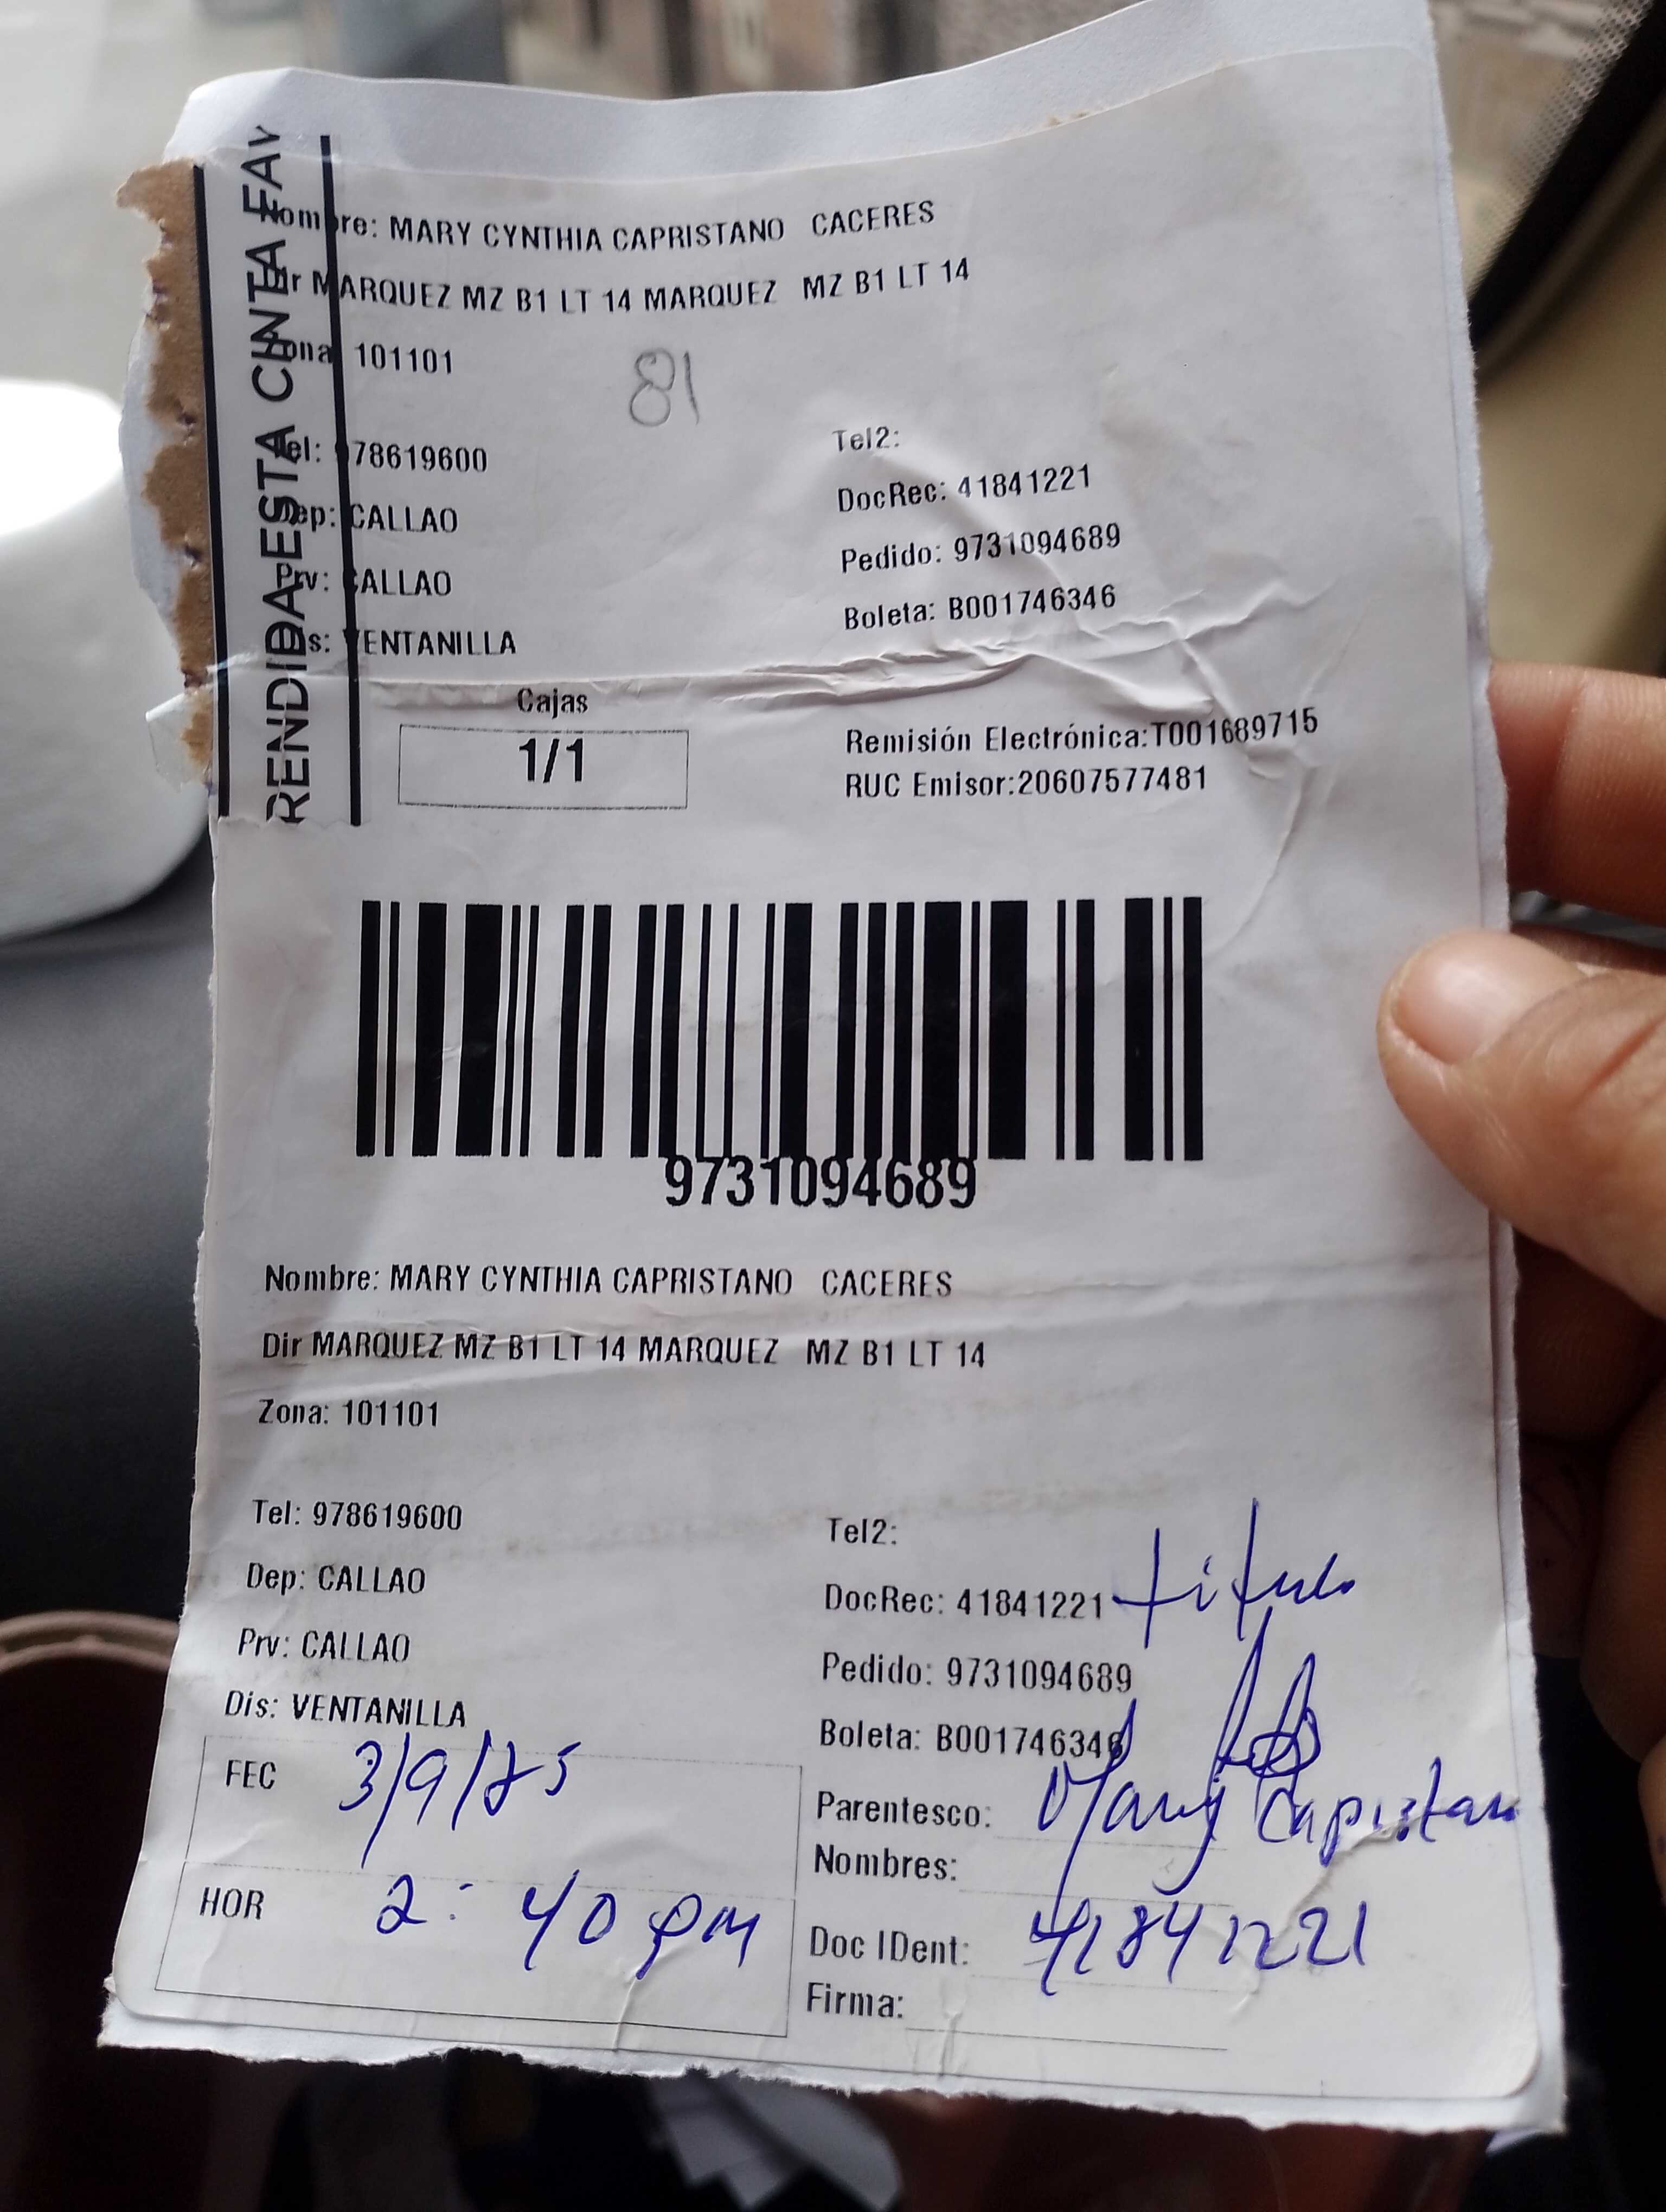 RENDIDA ESTA CINTA FAV
Nombre: MARY CYNTHIA CAPRISTANO CACERES
Dir MARQUEZ MZ B1 LT 14 MARQUEZ MZ B1 LT 14
Zona: 101101
81
Tel: 978619600
Tel2:
DocRec: 41841221
Dep: CALLAO
Pedido: 9731094689
Prv: CALLAO
Boleta: B001746346
Dis: VENTANILLA
Cajas
1/1
Remisión Electrónica:T001689715
RUC Emisor:20607577481
9731094689
Nombre: MARY CYNTHIA CAPRISTANO CACERES
Dir MARQUEZ MZ B1 LT 14 MARQUEZ MZ B1 LT 14
Zona: 101101
Tel: 978619600
Tel2:
Dep: CALLAO
DocRec: 41841221 titular
Prv: CALLAO
Pedido: 9731094689
Dis: VENTANILLA
Boleta: B001746346
FEC 3/9/25
Parentesco: Mary Capristan
Nombres:
HOR 2:40 pm
Doc IDent: 41841221
Firma: